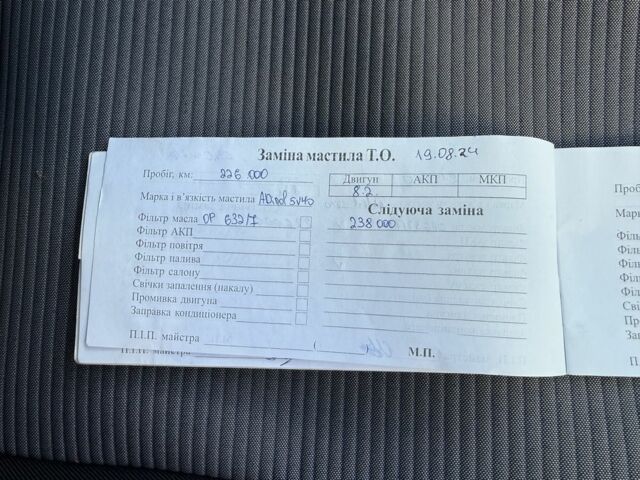 Заміна мастила Т.О. 19.08.24
Пробіг, км: 226 000
Двигун АКП МКП
8.2
Марка і в'язкість мастила 5W40
Слідуюча заміна
Фільтр масла OP 632/7
238 000
Фільтр АКП
Фільтр повітря
Фільтр палива
Фільтр салону
Свічки запалення (накалу)
Промивка двигуна
Заправка кондиціонера
П.І.П. майстра
М.П.
П.І.П. майстра